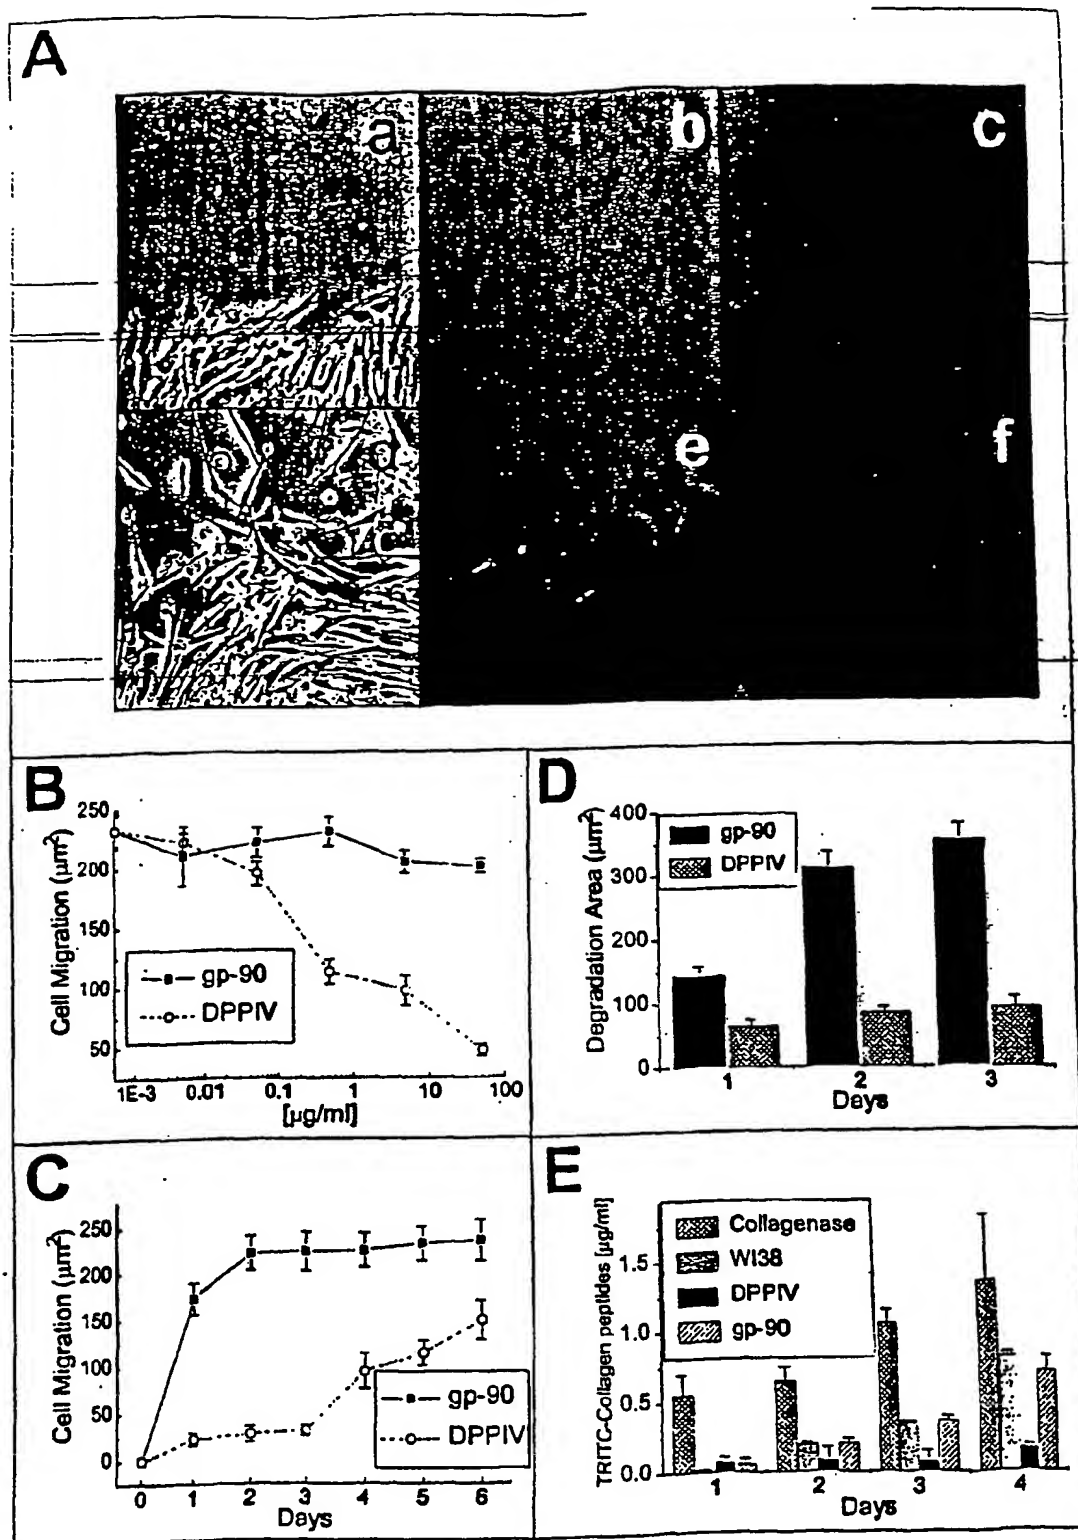 A
a
b
c
e
f
B
Cell Migration (µm²)
250
200
150
100
50
gp-90
DPPIV
1E-3 0.01 0.1 1 10 100
[µg/ml]
D
Degradation Area (µm²)
400
300
200
100
0
gp-90
DPPIV
1 2 3
Days
C
Cell Migration (µm²)
250
200
150
100
50
0
gp-90
DPPIV
0 1 2 3 4 5 6
Days
E
TRITC-Collagen peptides [µg/ml]
1.5
1.0
0.5
0.0
Collagenase
WI38
DPPIV
gp-90
1 2 3 4
Days